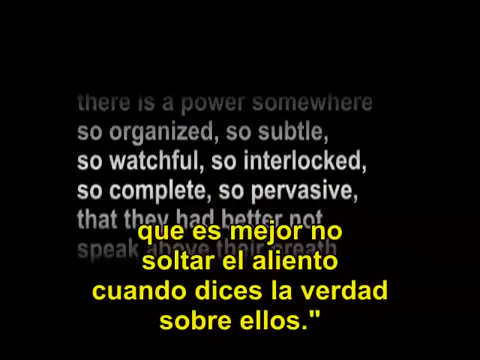 there is a power somewhere
so organized, so subtle,
so watchful, so interlocked,
so complete, so pervasive,
that they had better not
speak above their breath
que es mejor no
soltar el aliento
cuando dices la verdad
sobre ellos."